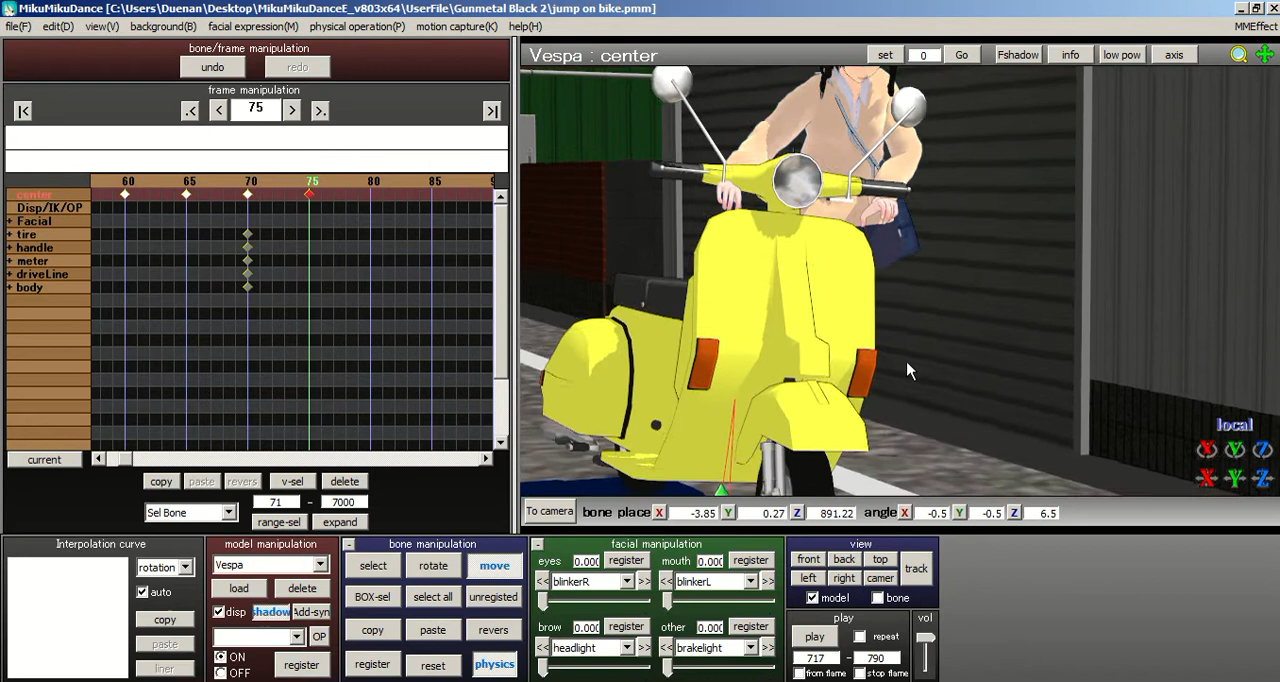 MikuMikuDance [C:\Users\Duenan\Desktop\MikuMikuDanceE_v803x64\UserFile\Gunmetal Black 2\jump on bike.pmm]
file(F) edit(D) view(V) background(B) facial expression(M) physical operation(P) motion capture(K) help(H) MMEffect
bone/frame manipulation
undo redo
Vespa : center set 0 Go Fshadow info low pow axis
frame manipulation
|< .< < 75 > >. >|
60 65 70 75 80 85 9
center
Disp/IK/OP
+ Facial
+ tire
+ handle
+ meter
+ driveLine
+ body
local
X Y Z
X Y Z
current
copy paste revers v-sel delete
Sel Bone 71 - 7000
range-sel expand
To camera bone place X -3.85 Y 0.27 Z 891.22 angle X -0.5 Y -0.5 Z 6.5
Interpolation curve
rotation
auto
copy
paste
liner
model manipulation
Vespa
load delete
disp shadow Add-syn
OP
ON
OFF
register
- bone manipulation
select rotate move
BOX-sel select all unregisted
copy paste revers
register reset physics
- facial manipulation
eyes 0.000 register mouth 0.000 register
<< blinkerR >> << blinkerL >>
brow 0.000 register other 0.000 register
<< headlight >> << brakelight >>
view
front back top
left right camer
track
model bone
play
play repeat
717 - 790
from flame stop flame
vol